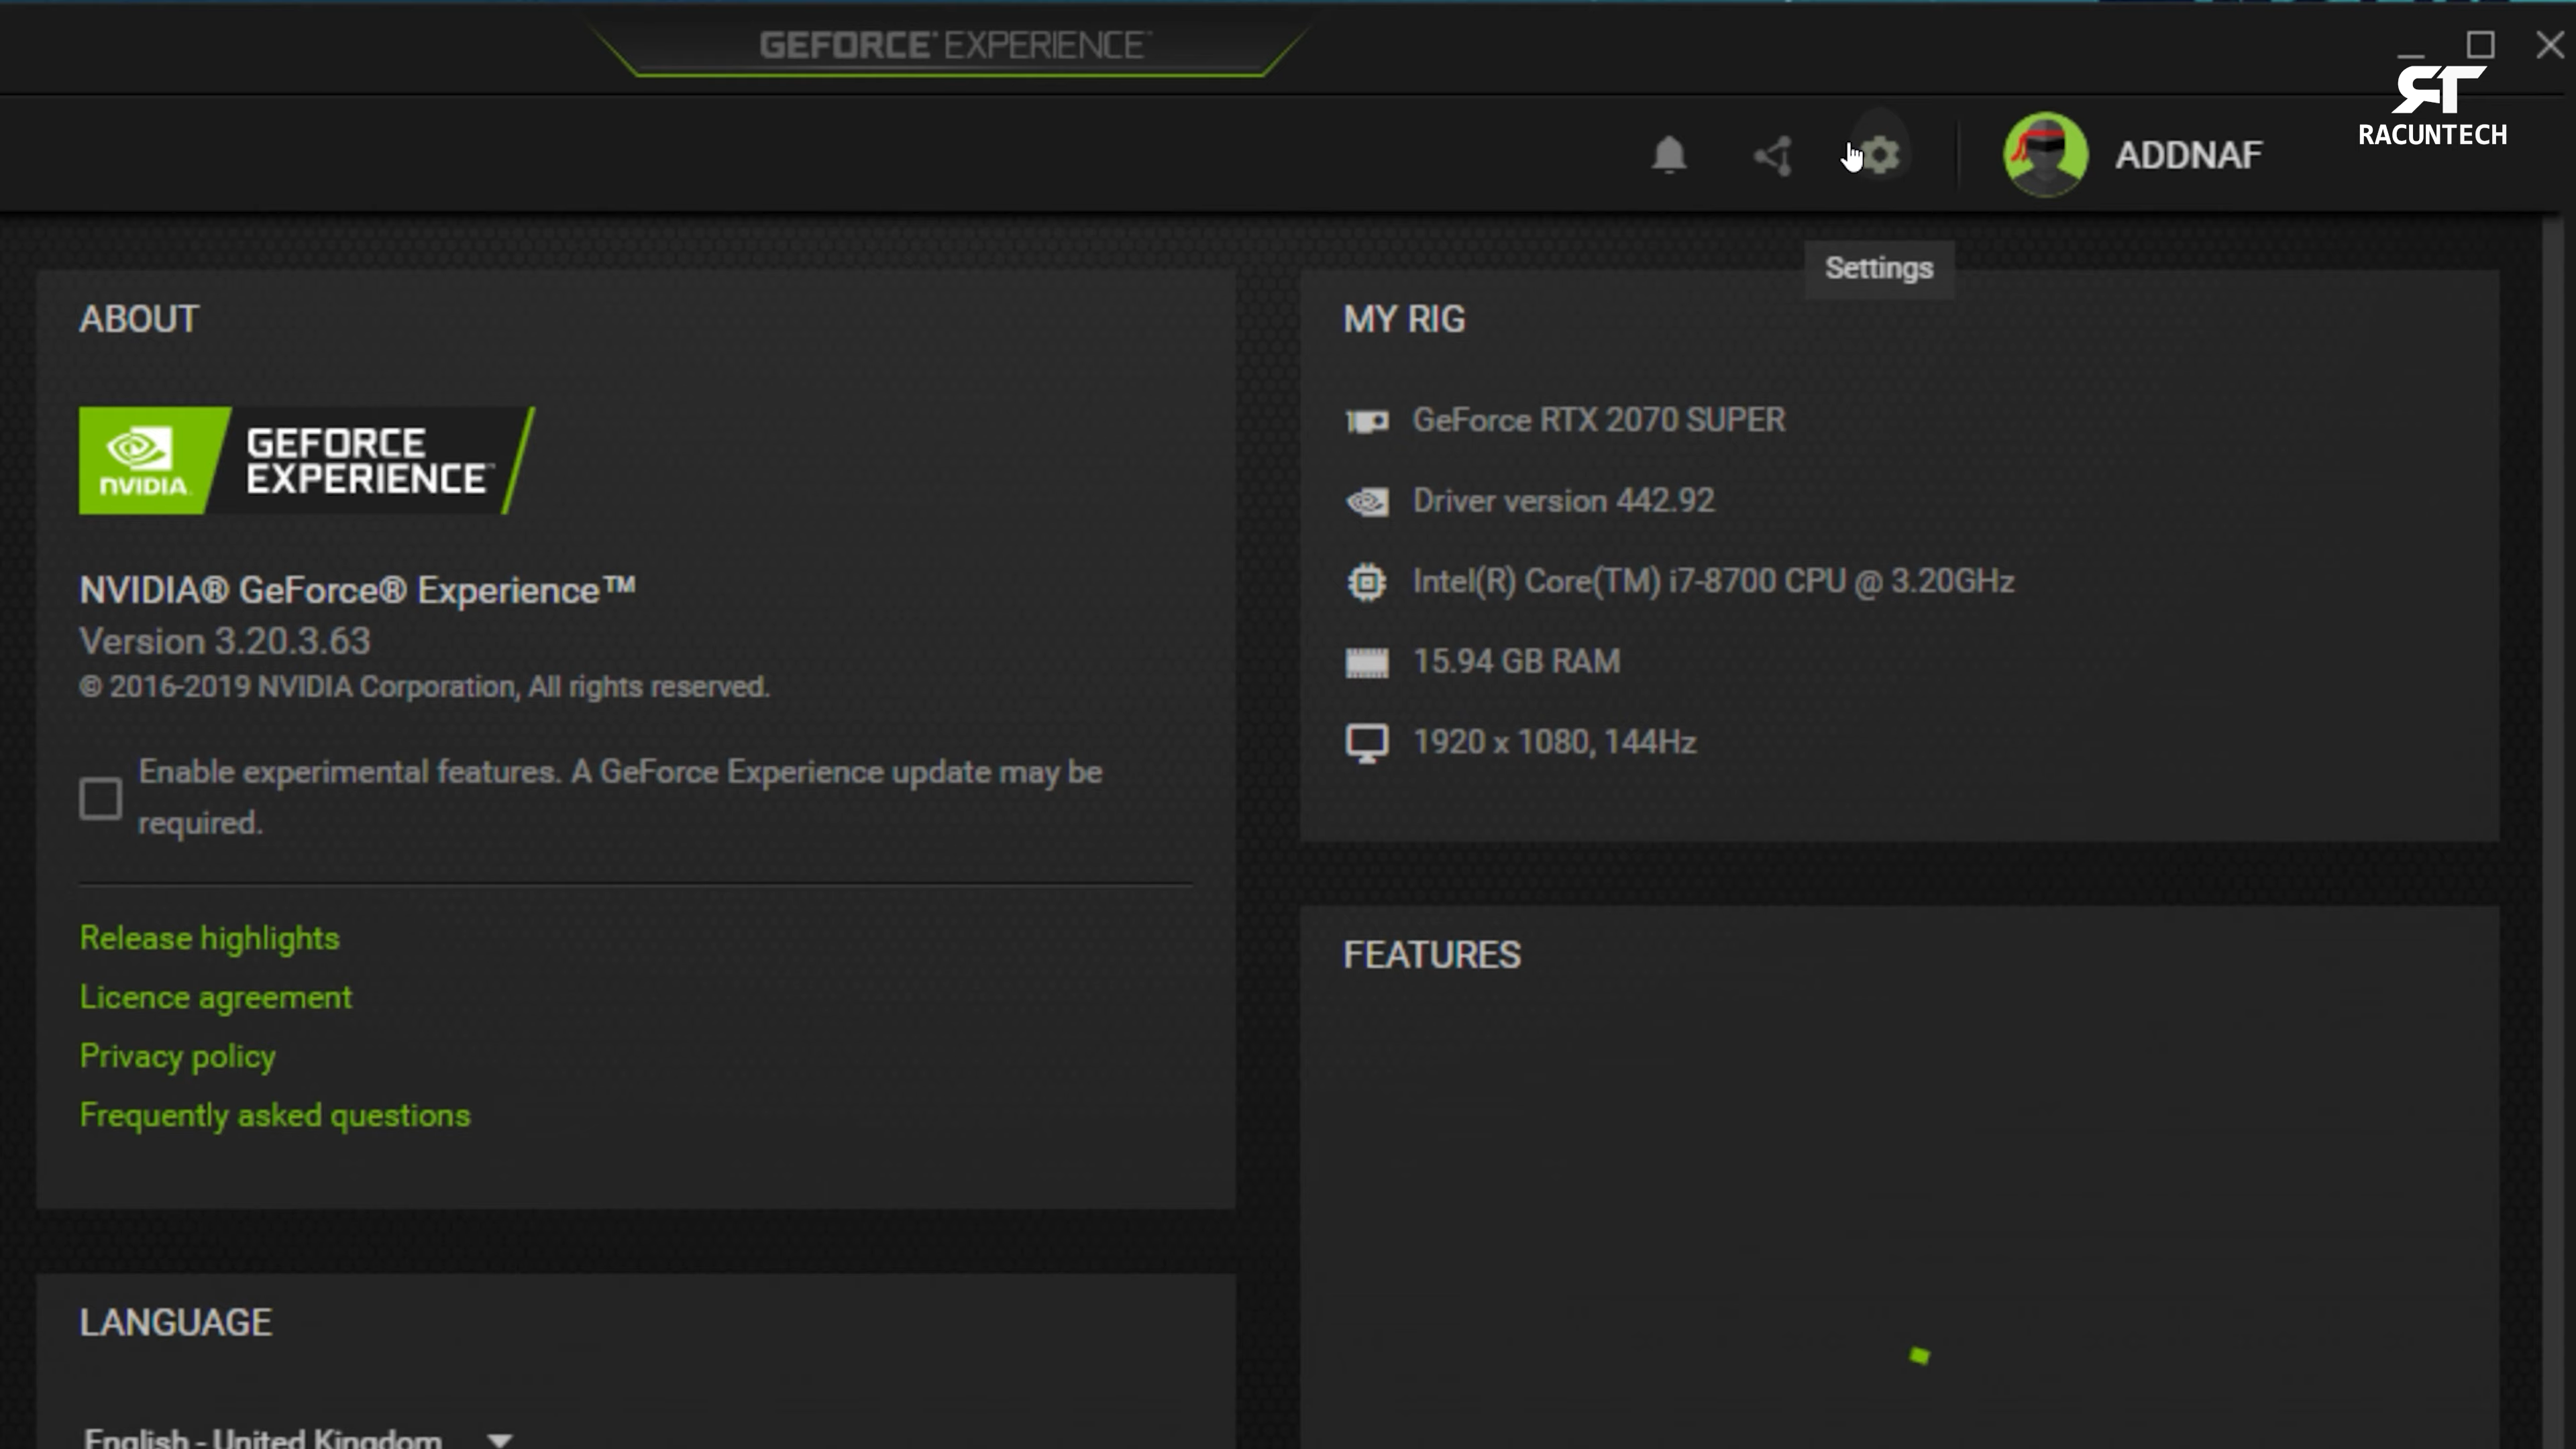 GEFORCE® EXPERIENCE™
RACUNTECH
ADDNAF
Settings
ABOUT
NVIDIA.
GEFORCE
EXPERIENCE™
NVIDIA® GeForce® Experience™
Version 3.20.3.63
© 2016-2019 NVIDIA Corporation, All rights reserved.
Enable experimental features. A GeForce Experience update may be
required.
Release highlights
Licence agreement
Privacy policy
Frequently asked questions
LANGUAGE
English - United Kingdom
MY RIG
GeForce RTX 2070 SUPER
Driver version 442.92
Intel(R) Core(TM) i7-8700 CPU @ 3.20GHz
15.94 GB RAM
1920 x 1080, 144Hz
FEATURES